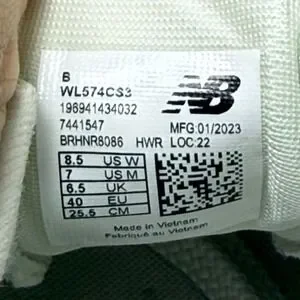 B
WL574CS3
196941434032
7441547
BRHNR8086 HWR
NB
MFG:01/2023
LOC:22
8.5 US W
7 US M
6.5 UK
40 EU
25.5 CM
Made in Vietnam
Fabriqué au Vietnam